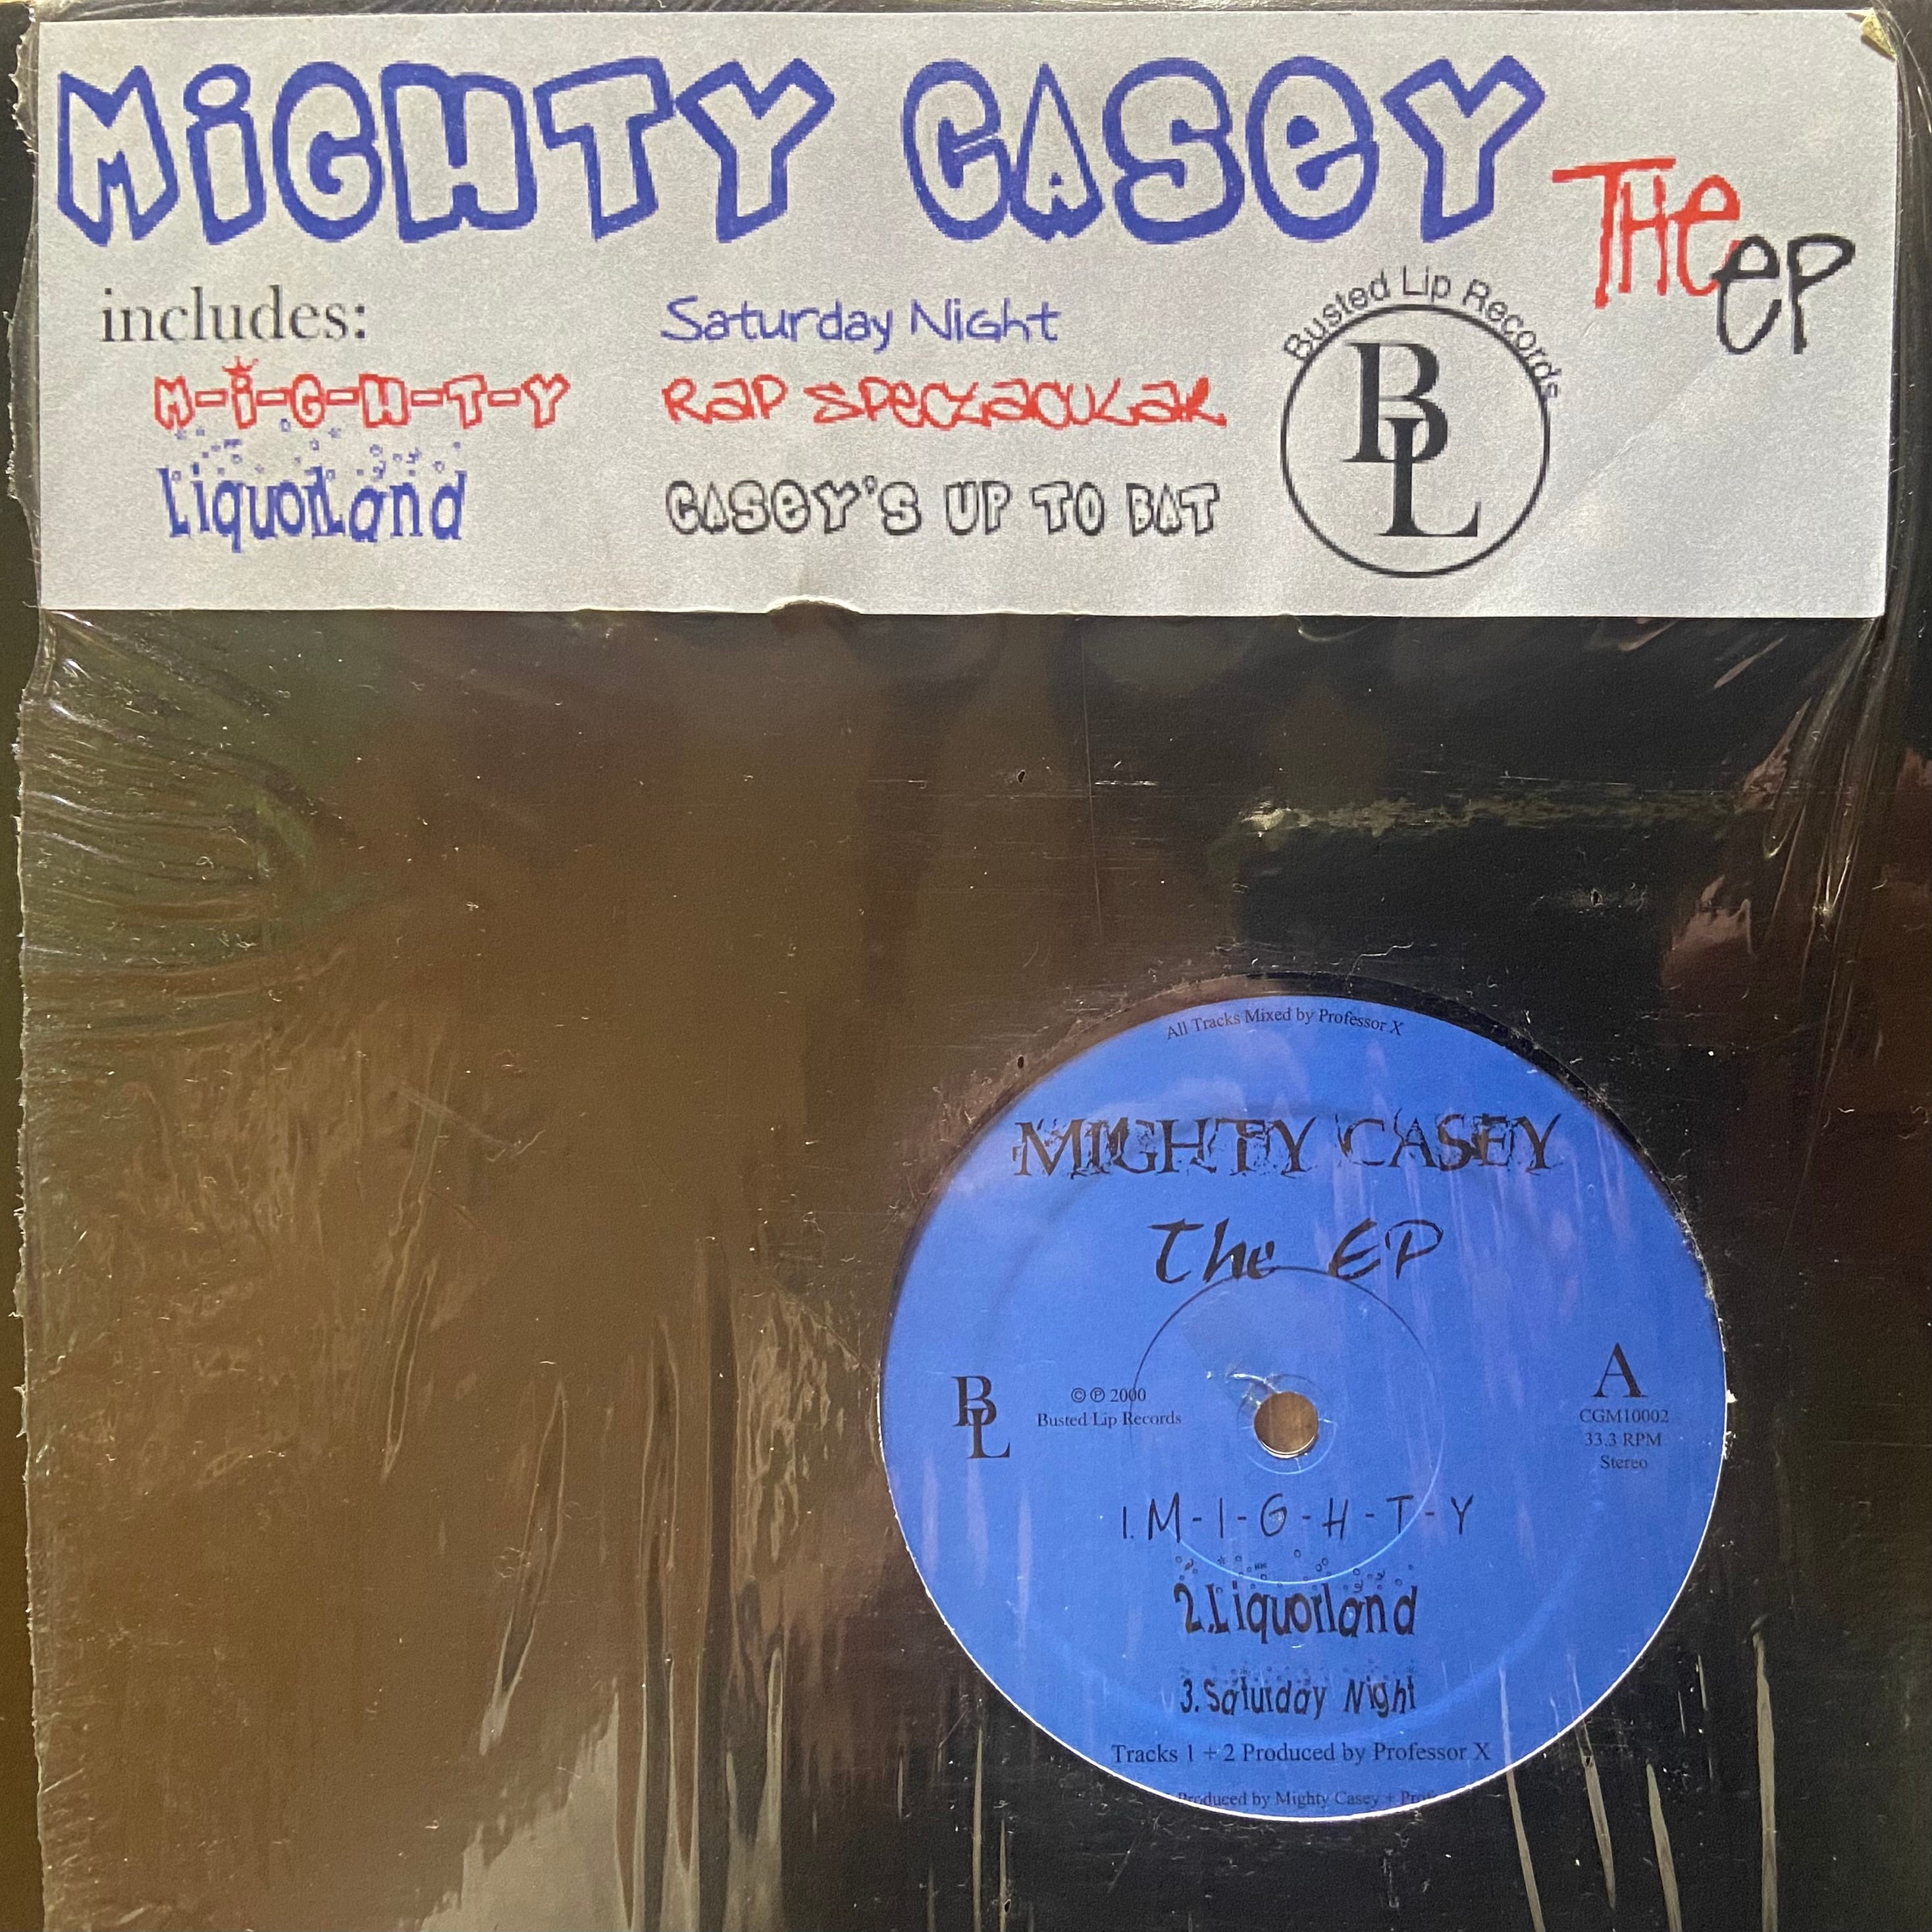 MiGHTY CASeY
THe
eP
includes:
M-i-G-H-T-Y
LiquorLand
Saturday Night
Rap Spectacular
CASeY'S UP TO BAT
Busted Lip Records
BL
All Tracks Mixed by Professor X
MIGHTY CASEY
The EP
BL
© ℗ 2000
Busted Lip Records
A
CGM10002
33.3 RPM
Stereo
1. M-I-G-H-T-Y
2. Liquorland
3. Saturday Night
Tracks 1 + 2 Produced by Professor X
Produced by Mighty Casey +